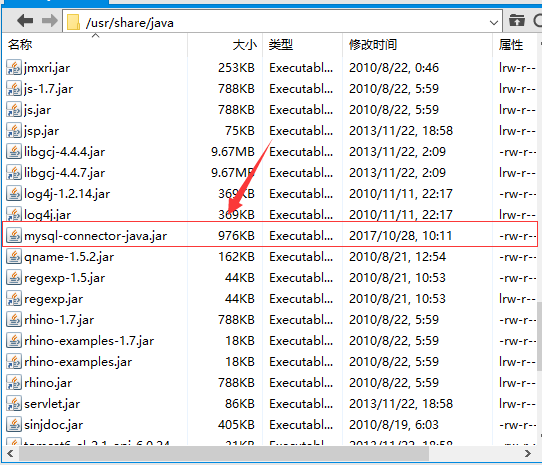 /usr/share/java
名称 大小 类型 修改时间 属性
jmxri.jar 253KB Executabl... 2010/8/22, 0:46 lrw-r--
js-1.7.jar 788KB Executabl... 2010/8/22, 5:59 -rw-r--
js.jar 788KB Executabl... 2010/8/22, 5:59 lrw-r--
jsp.jar 75KB Executabl... 2013/11/22, 18:58 lrw-r--
libgcj-4.4.4.jar 9.67MB Executabl... 2013/11/22, 2:09 -rw-r--
libgcj-4.4.7.jar 9.67MB Executabl... 2013/11/22, 2:09 lrw-r--
log4j-1.2.14.jar 369KB Executabl... 2010/11/11, 22:17 -rw-r--
log4j.jar 369KB Executabl... 2010/11/11, 22:17 lrw-r--
mysql-connector-java.jar 976KB Executabl... 2017/10/28, 10:11 -rw-r--
qname-1.5.2.jar 162KB Executabl... 2010/8/21, 12:54 -rw-r--
regexp-1.5.jar 44KB Executabl... 2010/8/21, 10:53 -rw-r--
regexp.jar 44KB Executabl... 2010/8/21, 10:53 lrw-r--
rhino-1.7.jar 788KB Executabl... 2010/8/22, 5:59 -rw-r--
rhino-examples-1.7.jar 18KB Executabl... 2010/8/22, 5:59 -rw-r--
rhino-examples.jar 18KB Executabl... 2010/8/22, 5:59 lrw-r--
rhino.jar 788KB Executabl... 2010/8/22, 5:59 lrw-r--
servlet.jar 86KB Executabl... 2013/11/22, 18:58 lrw-r--
sinjdoc.jar 405KB Executabl... 2010/8/19, 6:03 -rw-r--
31KB Executabl... 2013/11/22, 18:58